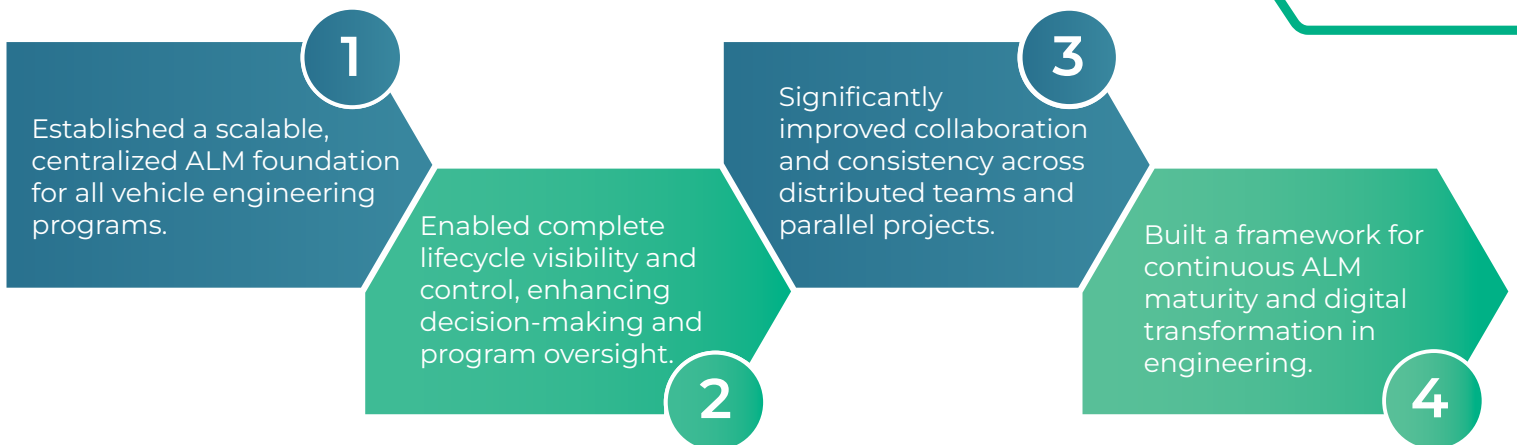 1
Established a scalable,
centralized ALM foundation
for all vehicle engineering
programs.
Enabled complete
lifecycle visibility and
control, enhancing
decision-making and
program oversight.
2
3
Significantly
improved collaboration
and consistency across
distributed teams and
parallel projects.
Built a framework for
continuous ALM
maturity and digital
transformation in
engineering.
4